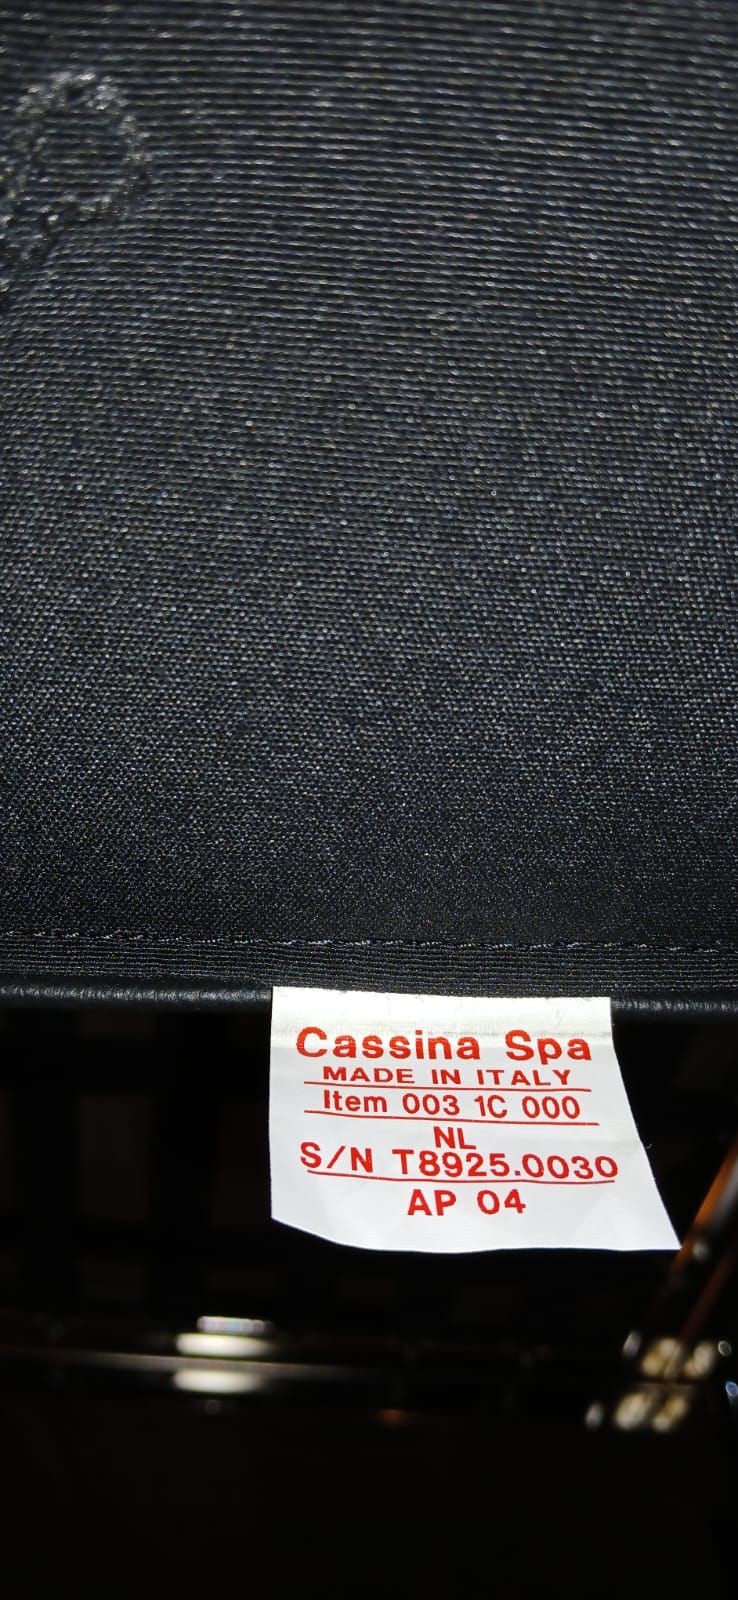 Cassina Spa
MADE IN ITALY
Item 003 1C 000
NL
S/N T8925.0030
AP 04